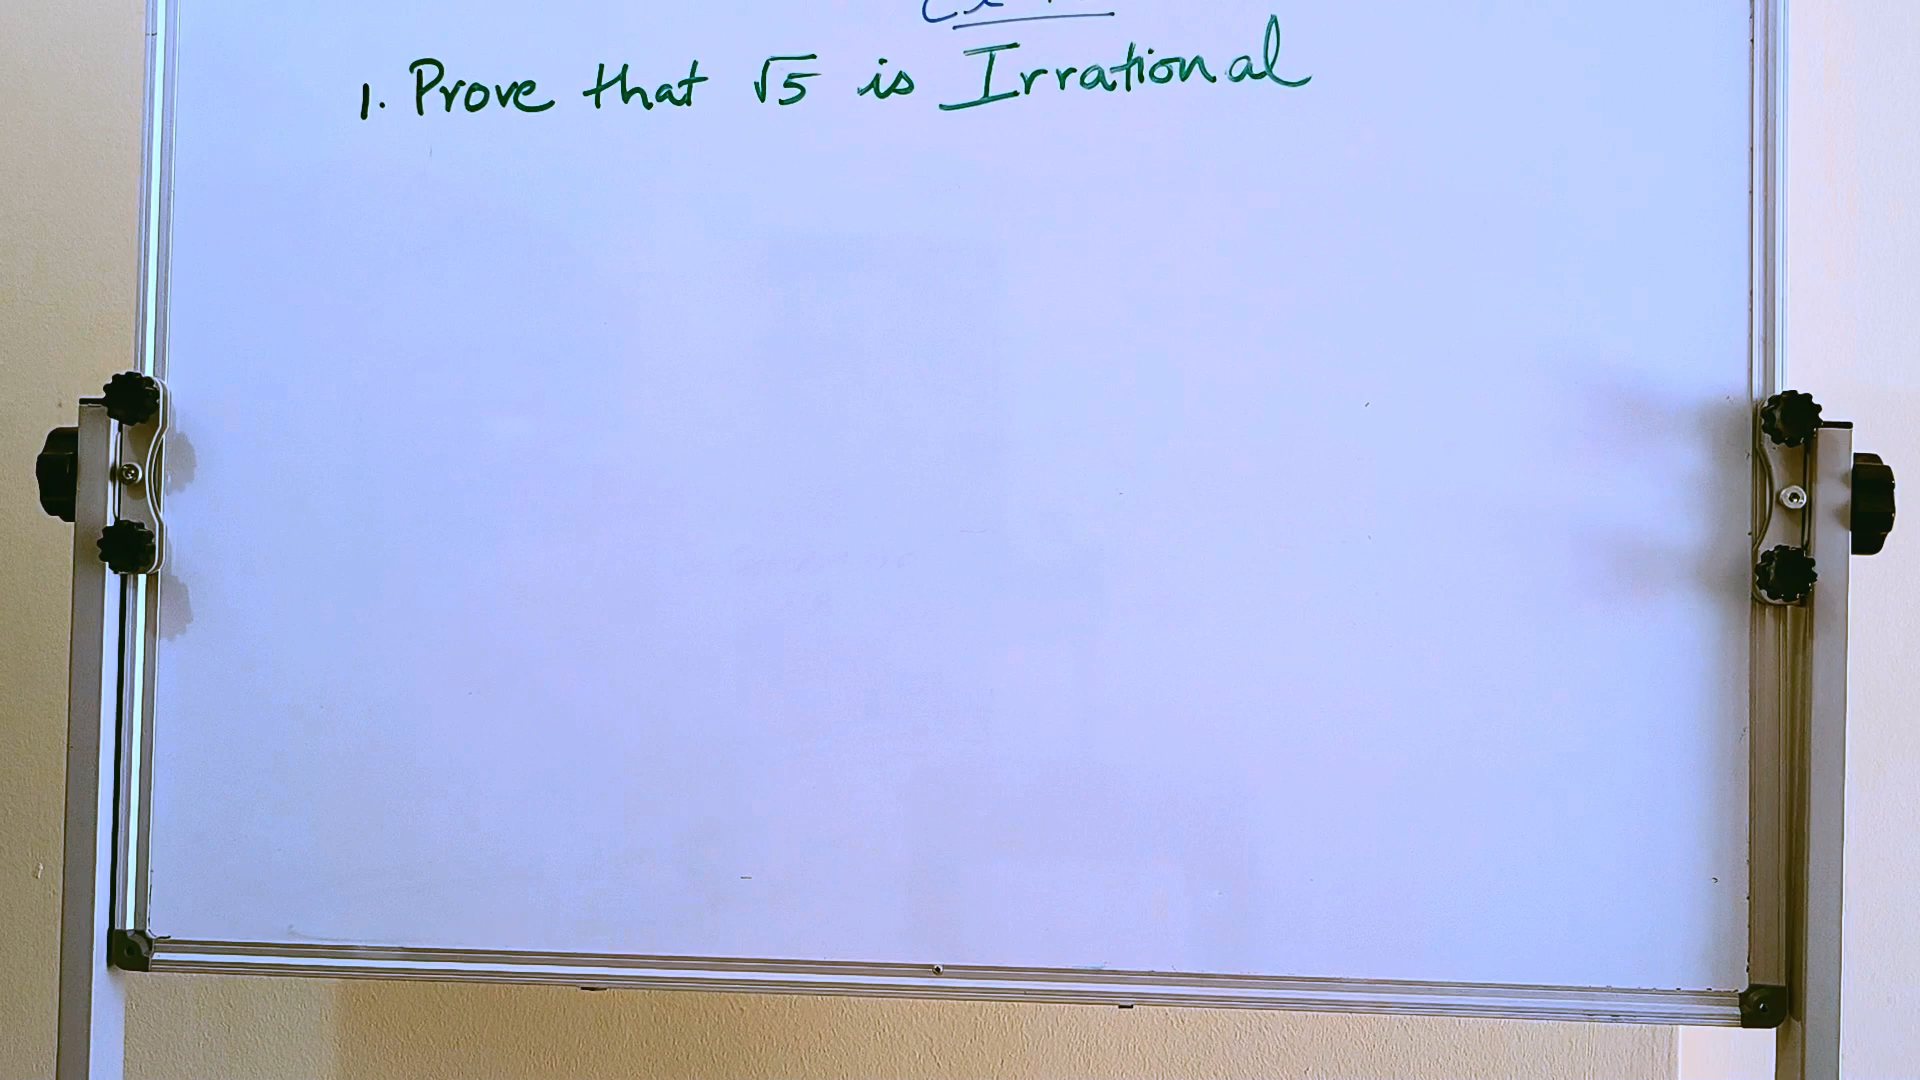 1. Prove that √5 is Irrational